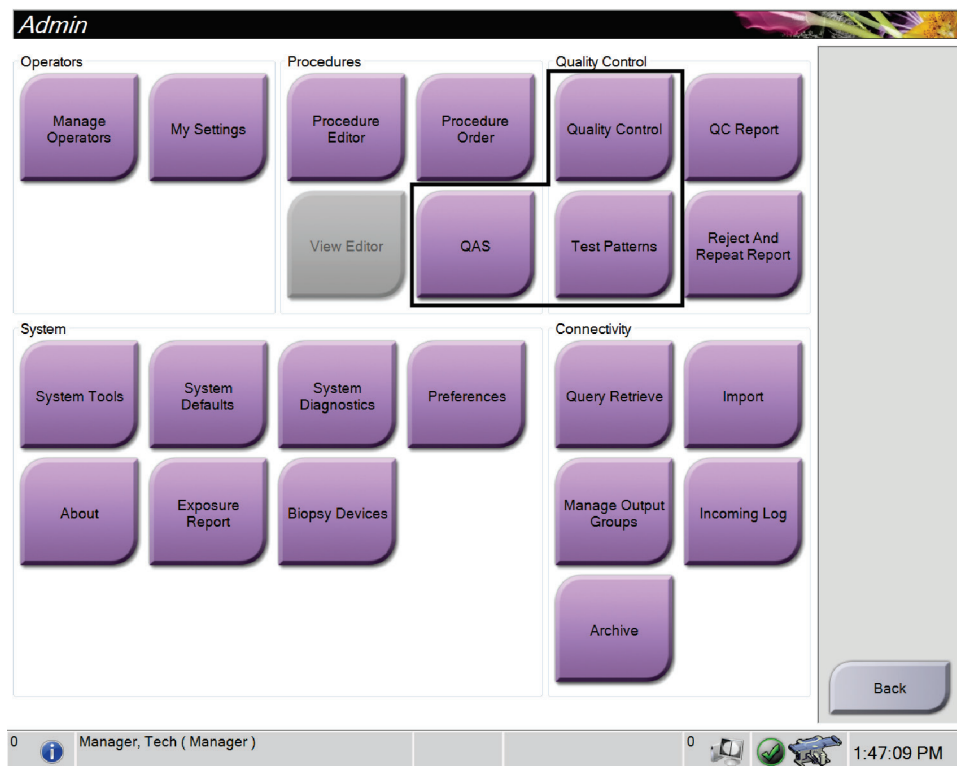 Admin
Operators
Manage
Operators
My Settings
Procedures
Procedure
Editor
Procedure
Order
View Editor
QAS
Quality Control
Quality Control
QC Report
Test Patterns
Reject And
Repeat Report
System
System Tools
System
Defaults
System
Diagnostics
Preferences
About
Exposure
Report
Biopsy Devices
Connectivity
Query Retrieve
Import
Manage Output
Groups
Incoming Log
Archive
Back
0
Manager, Tech ( Manager )
0
1:47:09 PM